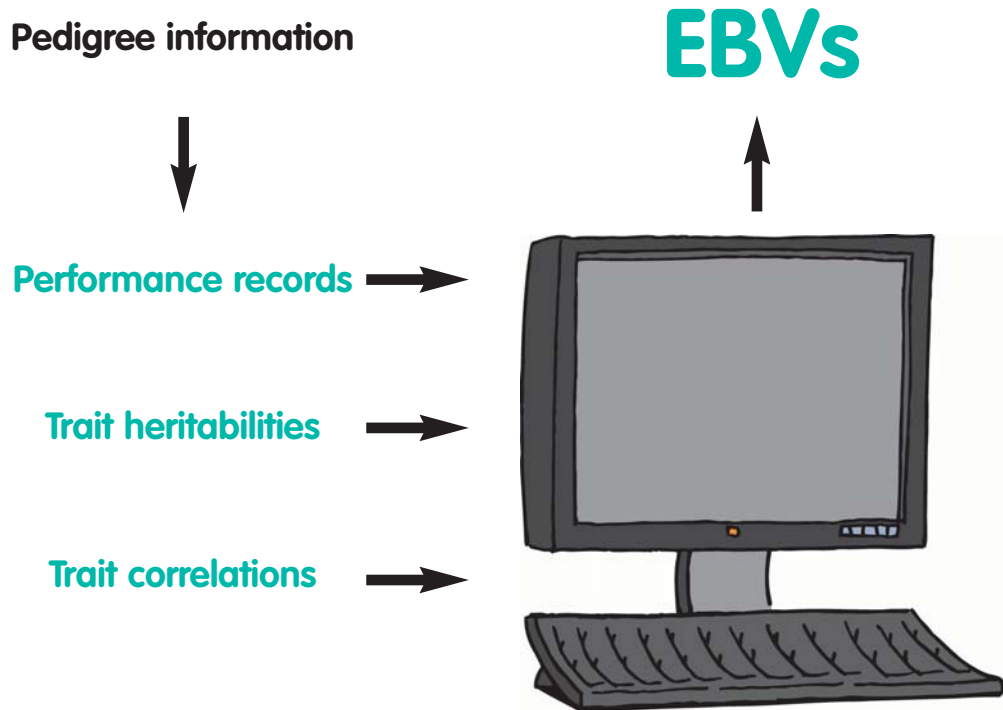 Pedigree information
EBVs
Performance records
Trait heritabilities
Trait correlations